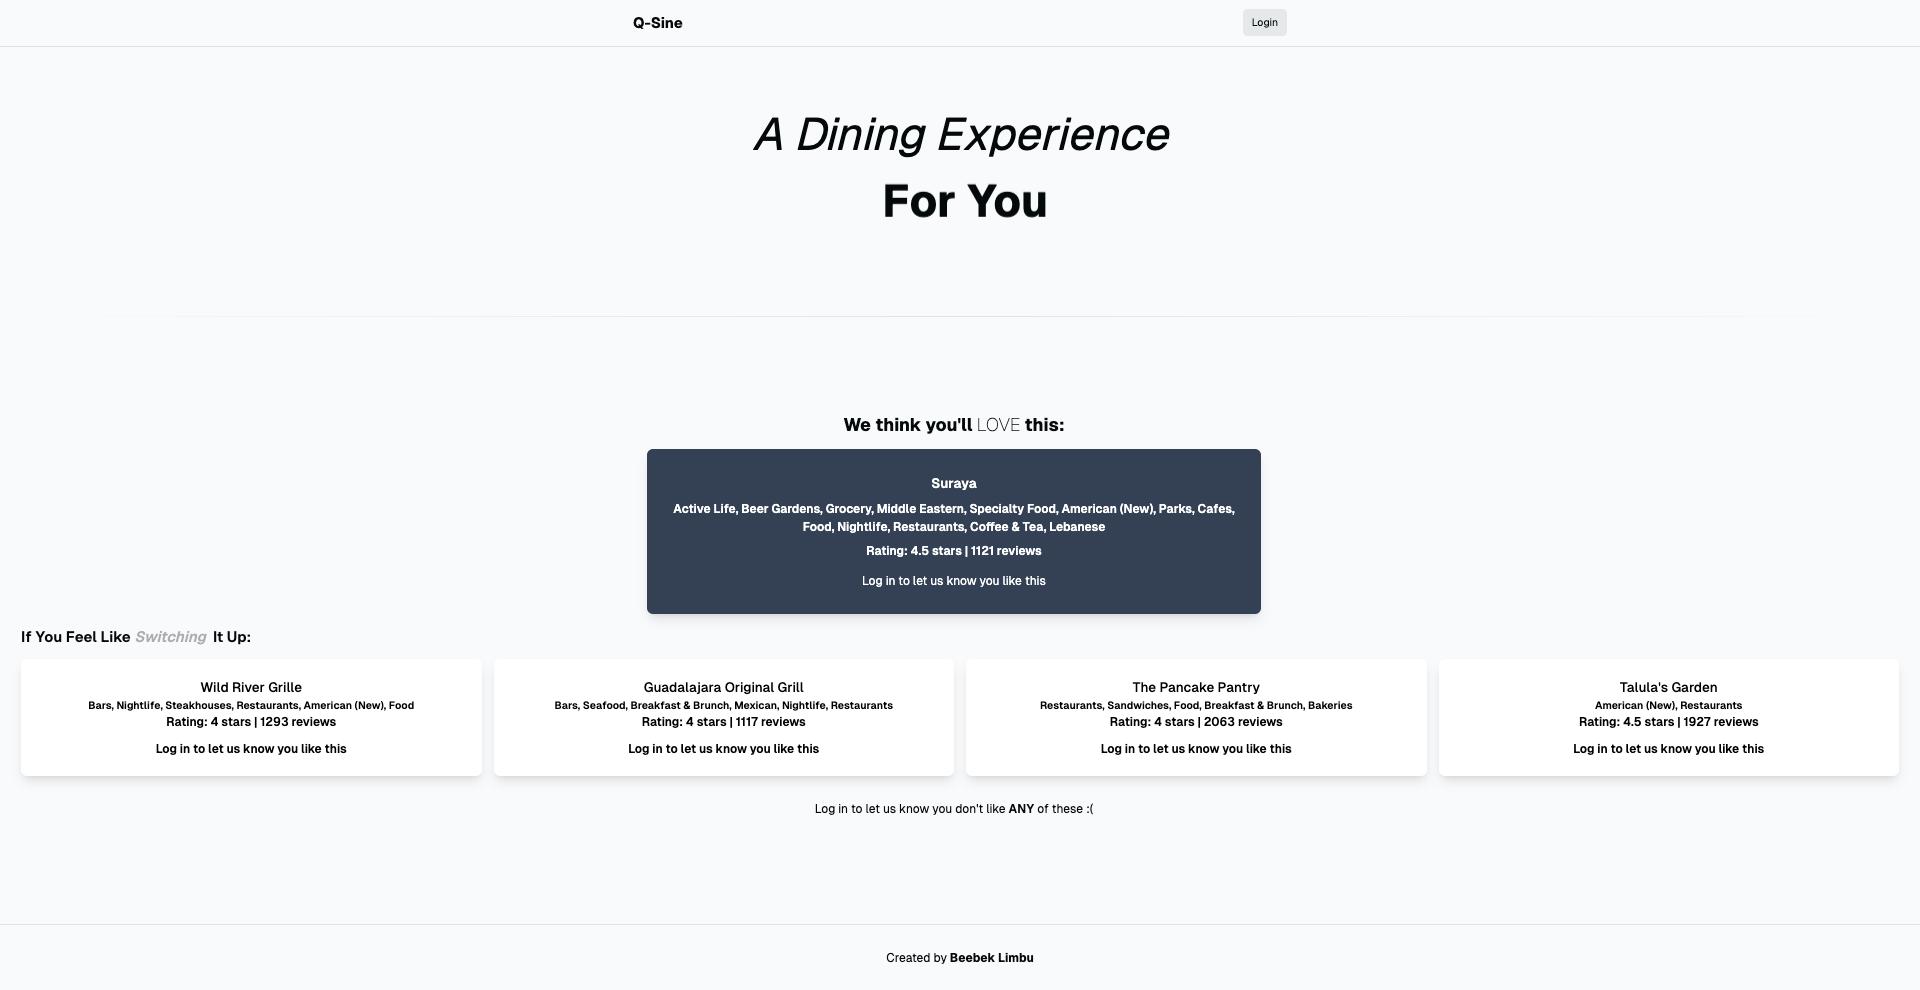 Q-Sine
Login
A Dining Experience
For You
We think you'll LOVE this:
Suraya
Active Life, Beer Gardens, Grocery, Middle Eastern, Specialty Food, American (New), Parks, Cafes,
Food, Nightlife, Restaurants, Coffee & Tea, Lebanese
Rating: 4.5 stars | 1121 reviews
Log in to let us know you like this
If You Feel Like Switching It Up:
Wild River Grille
Bars, Nightlife, Steakhouses, Restaurants, American (New), Food
Rating: 4 stars | 1293 reviews
Log in to let us know you like this
Guadalajara Original Grill
Bars, Seafood, Breakfast & Brunch, Mexican, Nightlife, Restaurants
Rating: 4 stars | 1117 reviews
Log in to let us know you like this
The Pancake Pantry
Restaurants, Sandwiches, Food, Breakfast & Brunch, Bakeries
Rating: 4 stars | 2063 reviews
Log in to let us know you like this
Talula's Garden
American (New), Restaurants
Rating: 4.5 stars | 1927 reviews
Log in to let us know you like this
Log in to let us know you don't like ANY of these :(
Created by Beebek Limbu